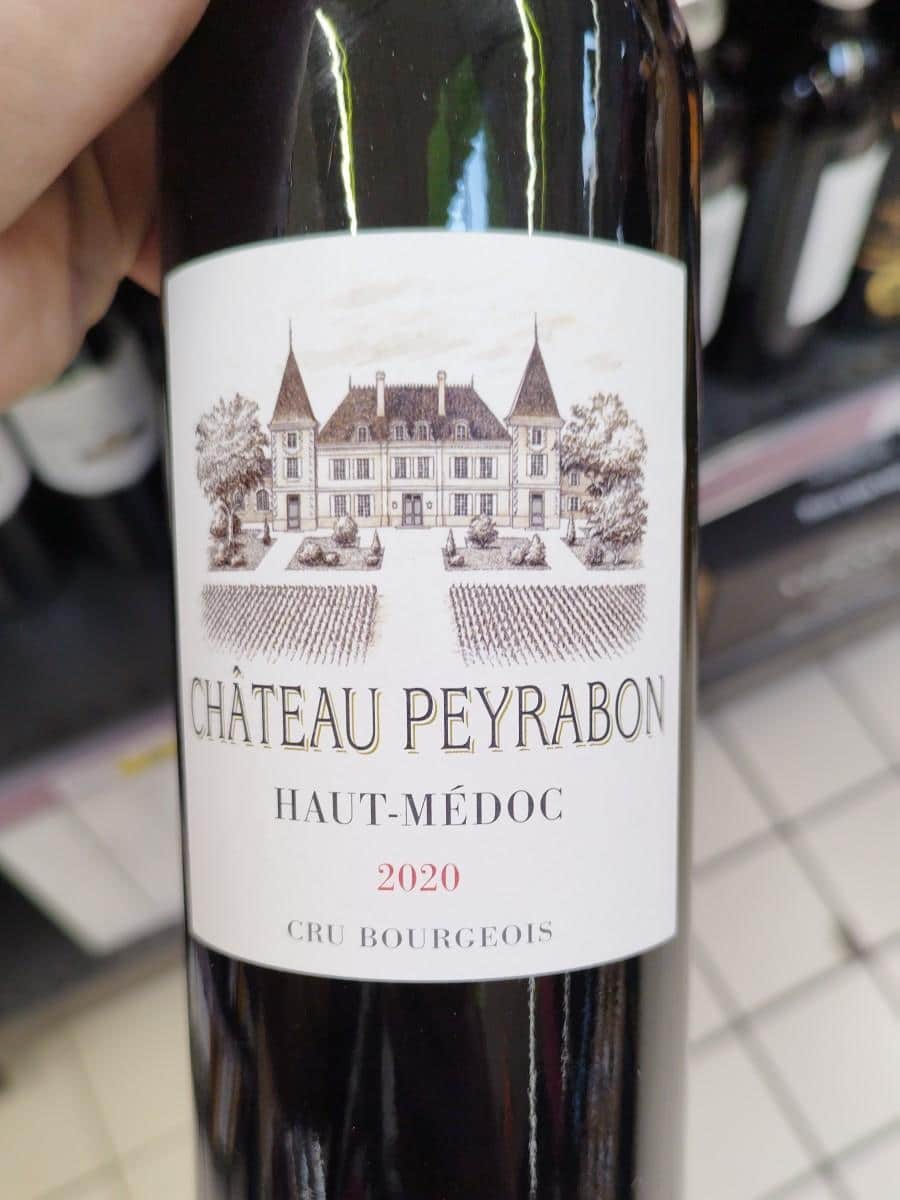 CHÂTEAU PEYRABON
HAUT-MÉDOC
2020
CRU BOURGEOIS